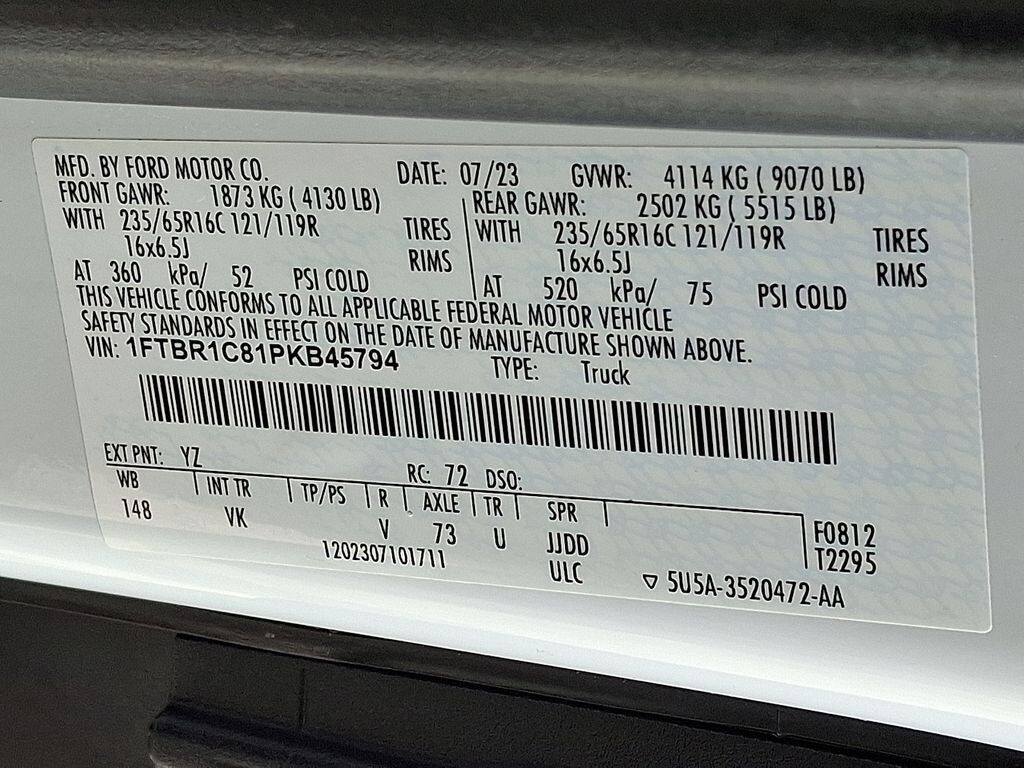 MFD. BY FORD MOTOR CO. DATE: 07/23 GVWR: 4114 KG ( 9070 LB)
FRONT GAWR: 1873 KG ( 4130 LB) REAR GAWR: 2502 KG ( 5515 LB)
WITH 235/65R16C 121/119R TIRES WITH 235/65R16C 121/119R TIRES
16x6.5J RIMS 16x6.5J RIMS
AT 360 kPa/ 52 PSI COLD AT 520 kPa/ 75 PSI COLD
THIS VEHICLE CONFORMS TO ALL APPLICABLE FEDERAL MOTOR VEHICLE
SAFETY STANDARDS IN EFFECT ON THE DATE OF MANUFACTURE SHOWN ABOVE.
VIN: 1FTBR1C81PKB45794 TYPE: Truck
EXT PNT: YZ RC: 72 DSO:
WB INT TR TP/PS R AXLE TR SPR
148 VK V 73 U JJDD
F0812
T2295
1202307101711 ULC
5U5A-3520472-AA